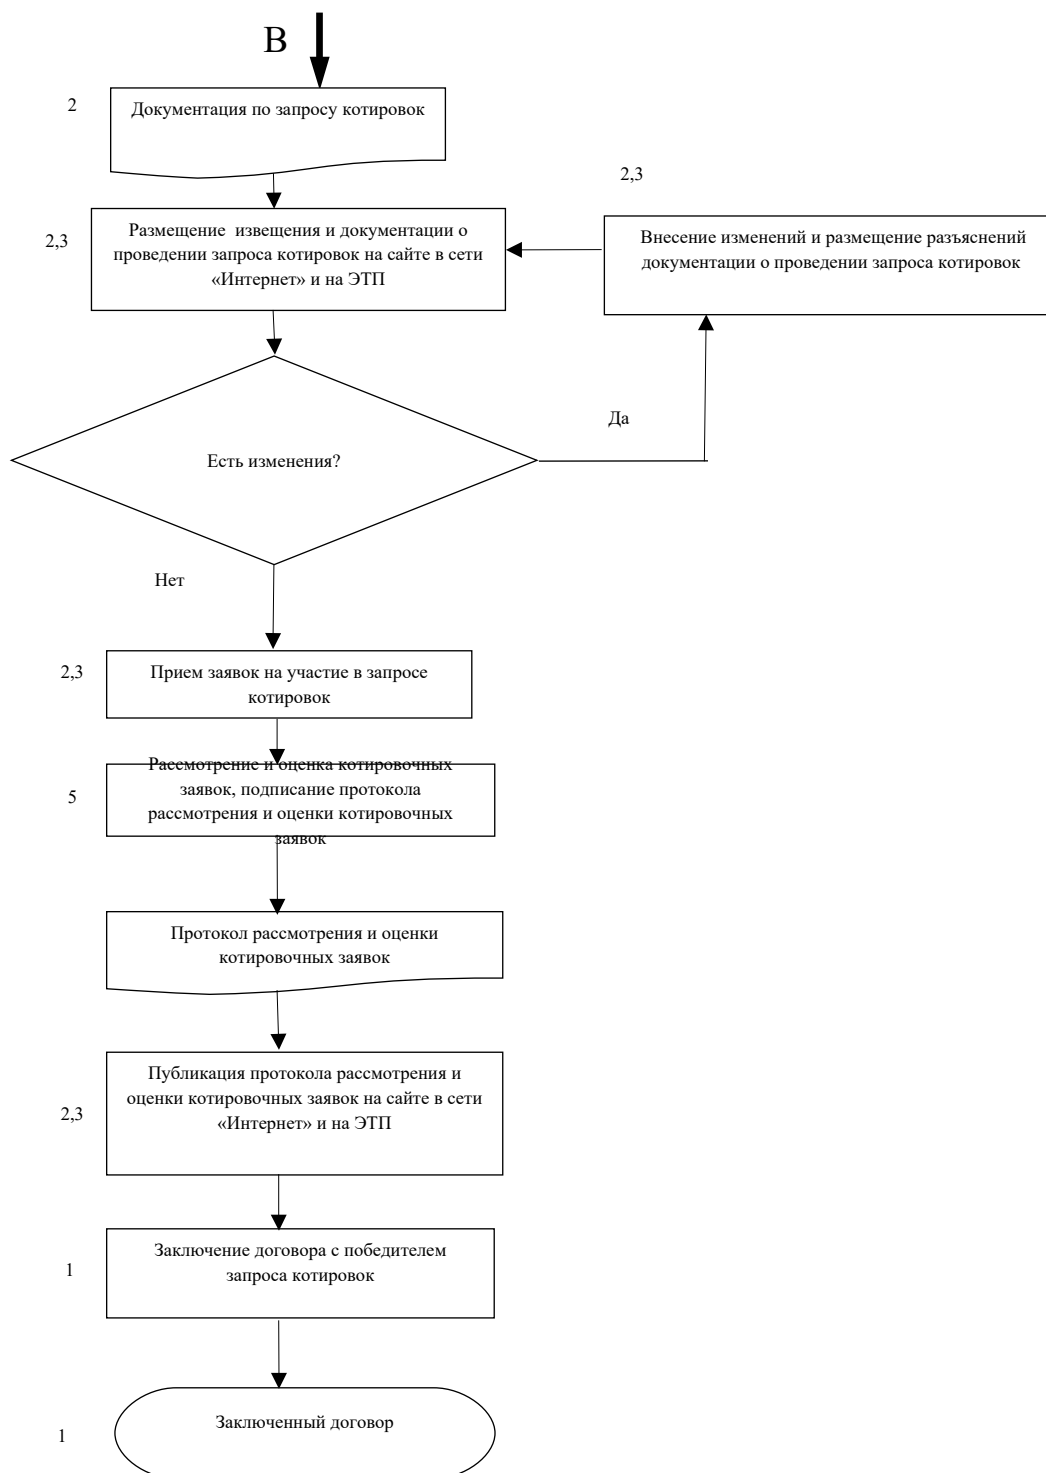 В
2
Документация по запросу котировок
2,3
2,3
Размещение извещения и документации о
проведении запроса котировок на сайте в сети
«Интернет» и на ЭТП
Внесение изменений и размещение разъяснений
документации о проведении запроса котировок
Да
Есть изменения?
Нет
2,3
Прием заявок на участие в запросе
котировок
Рассмотрение и оценка котировочных
заявок, подписание протокола
рассмотрения и оценки котировочных
заявок
5
Протокол рассмотрения и оценки
котировочных заявок
2,3
Публикация протокола рассмотрения и
оценки котировочных заявок на сайте в сети
«Интернет» и на ЭТП
1
Заключение договора с победителем
запроса котировок
1
Заключенный договор